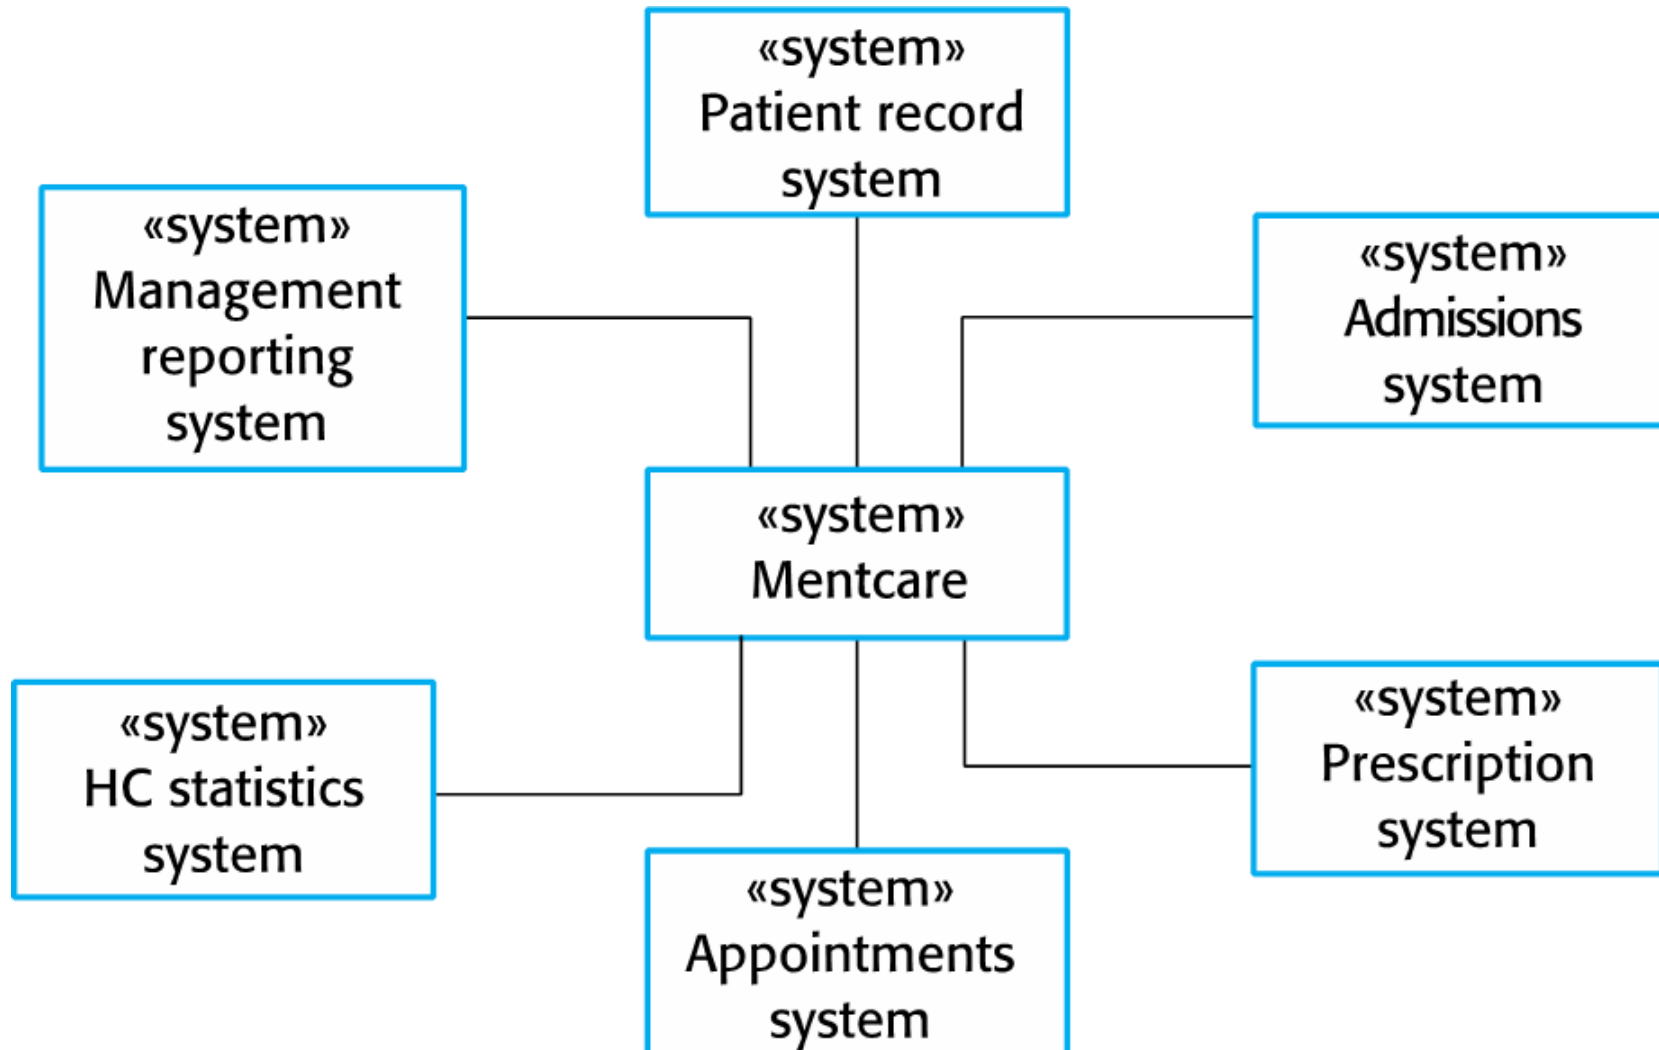 «system»
Patient record
system
«system»
Management
reporting
system
«system»
Admissions
system
«system»
Mentcare
«system»
HC statistics
system
«system»
Prescription
system
«system»
Appointments
system